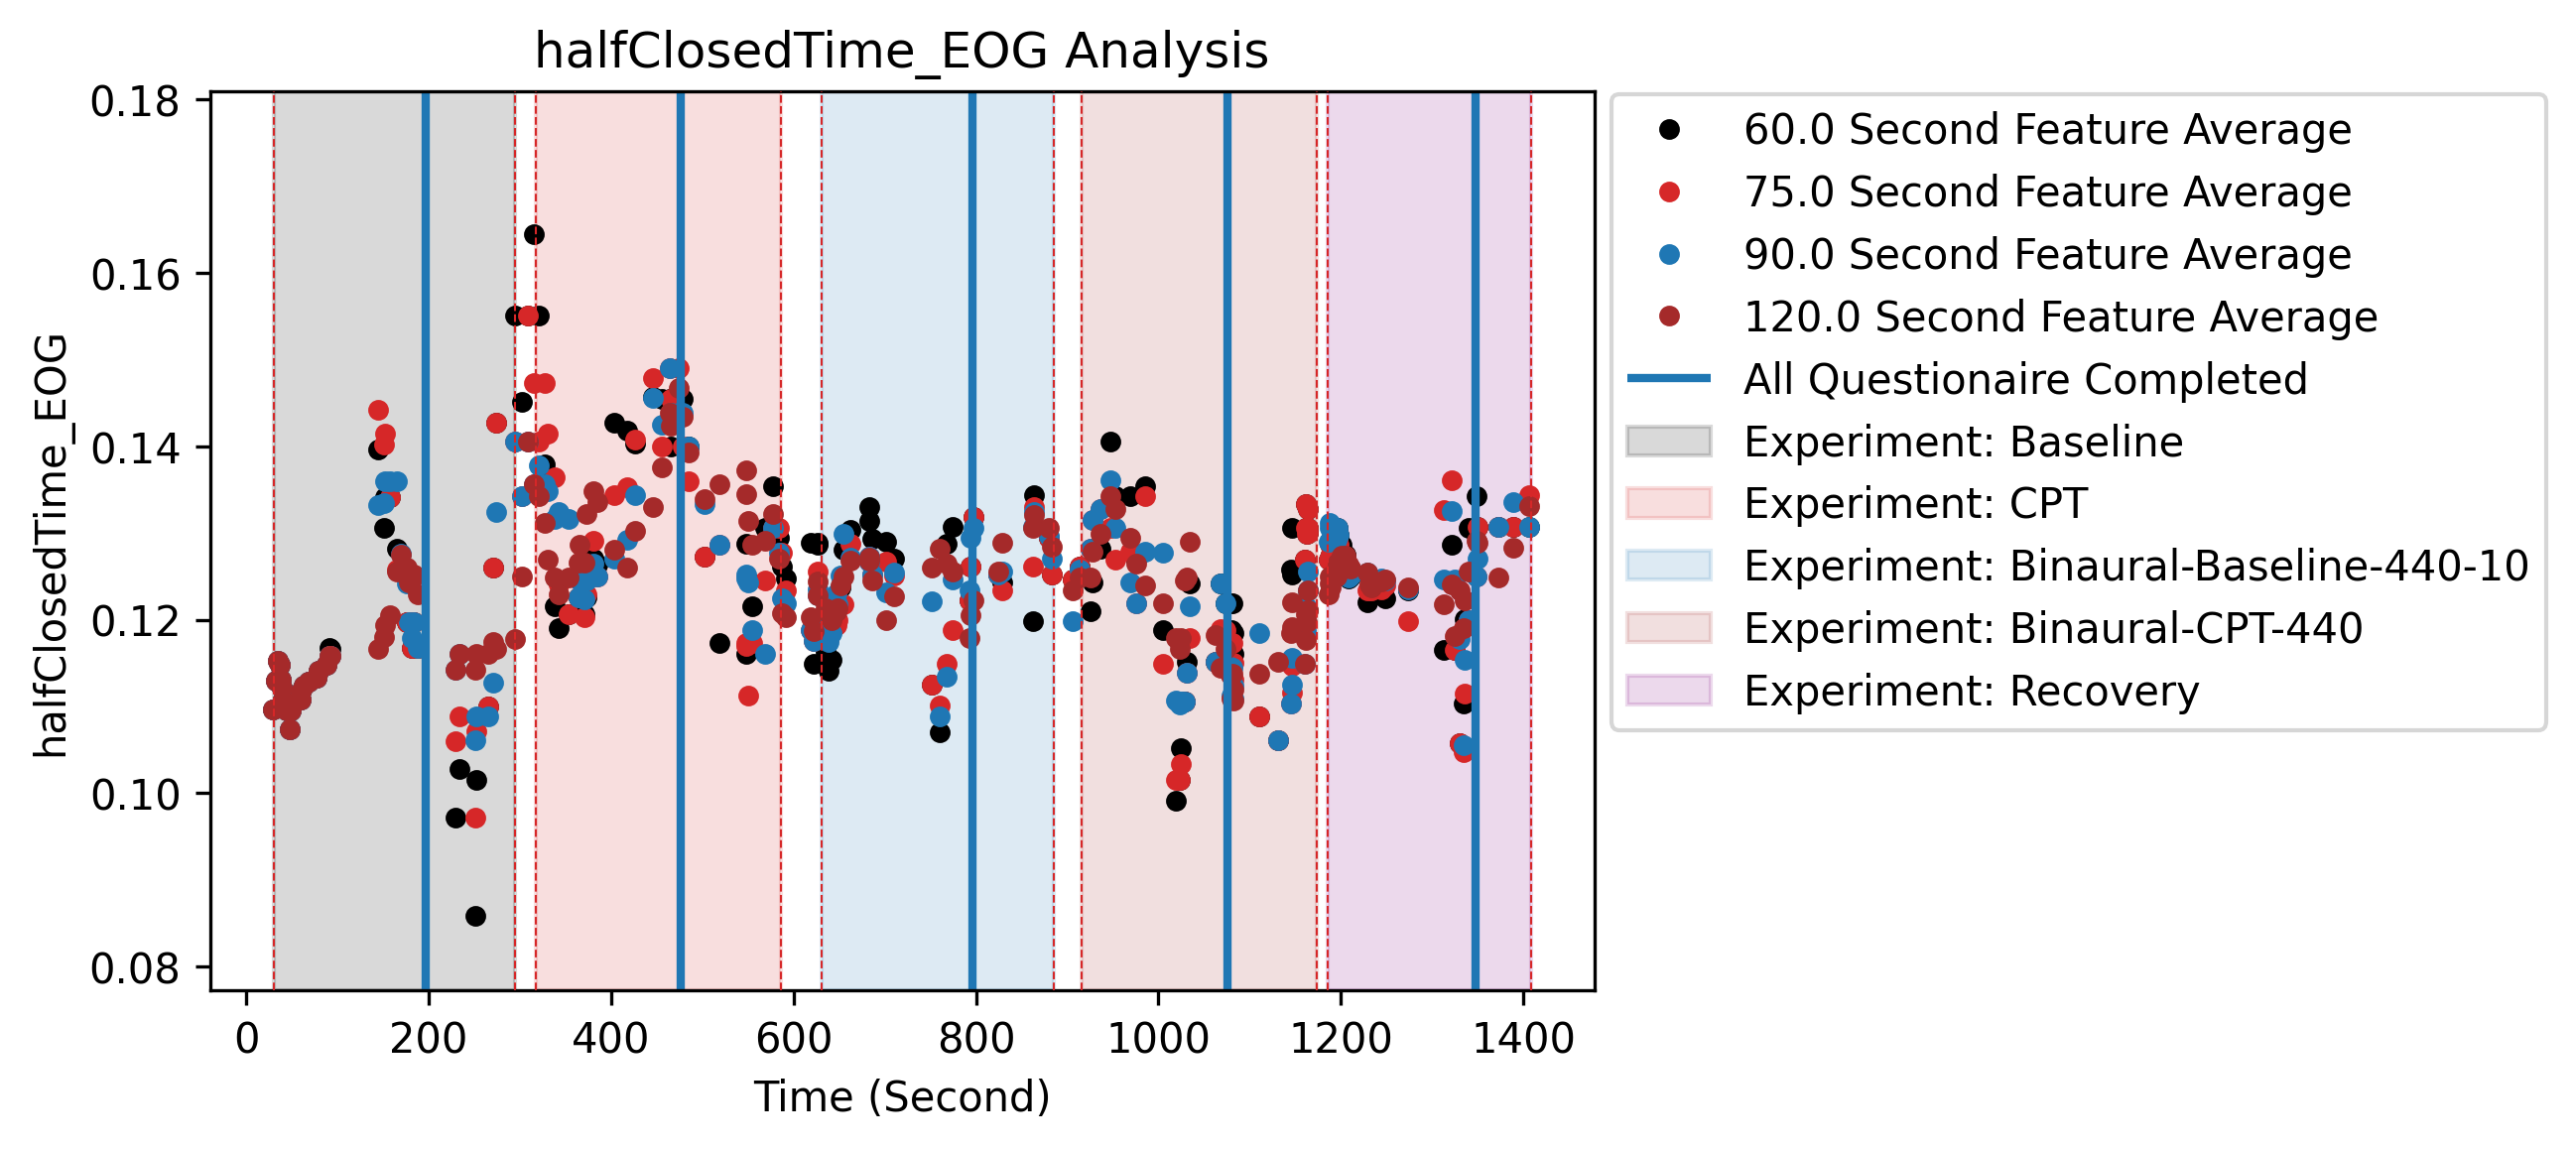 halfClosedTime_EOG Analysis
halfClosedTime_EOG
0.18
0.16
0.14
0.12
0.10
0.08
0 200 400 600 800 1000 1200 1400
Time (Second)
60.0 Second Feature Average
75.0 Second Feature Average
90.0 Second Feature Average
120.0 Second Feature Average
All Questionaire Completed
Experiment: Baseline
Experiment: CPT
Experiment: Binaural-Baseline-440-10
Experiment: Binaural-CPT-440
Experiment: Recovery